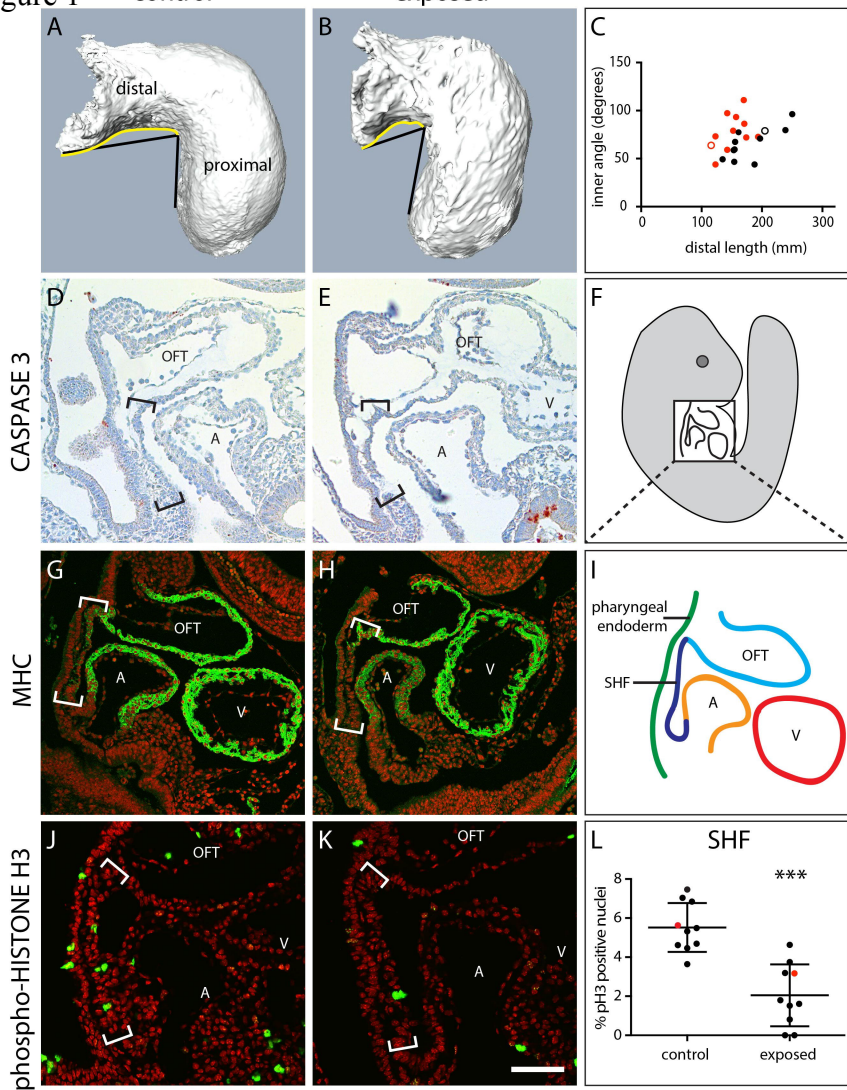 A
distal
proximal
B
C
150
100
50
0
inner angle (degrees)
0
100
200
300
distal length (mm)
CASPASE 3
D
OFT
A
E
OFT
V
A
F
MHC
G
OFT
A
V
H
OFT
A
V
I
pharyngeal
endoderm
SHF
OFT
A
V
phospho-HISTONE H3
J
OFT
V
A
K
OFT
V
A
L
SHF
***
8
6
4
2
0
% pH3 positive nuclei
control
exposed